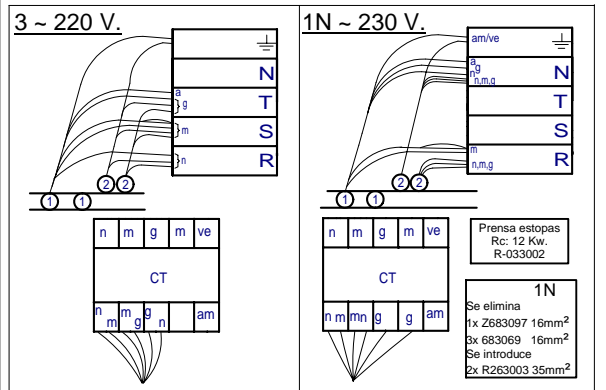 3 ~ 220 V.
N
a
T
g
m
S
n
R
2 2
1 1
n m g m ve
CT
n m m g g n am
1N ~ 230 V.
am/ve
a
g
n
n,m,g
N
T
S
m
n,m,g
R
2 2
1 1
n m g m ve
CT
n m mn g g am
Prensa estopas
Rc: 12 Kw.
R-033002
1N
Se elimina
1x Z683097 16mm²
3x 683069 16mm²
Se introduce
2x R263003 35mm²